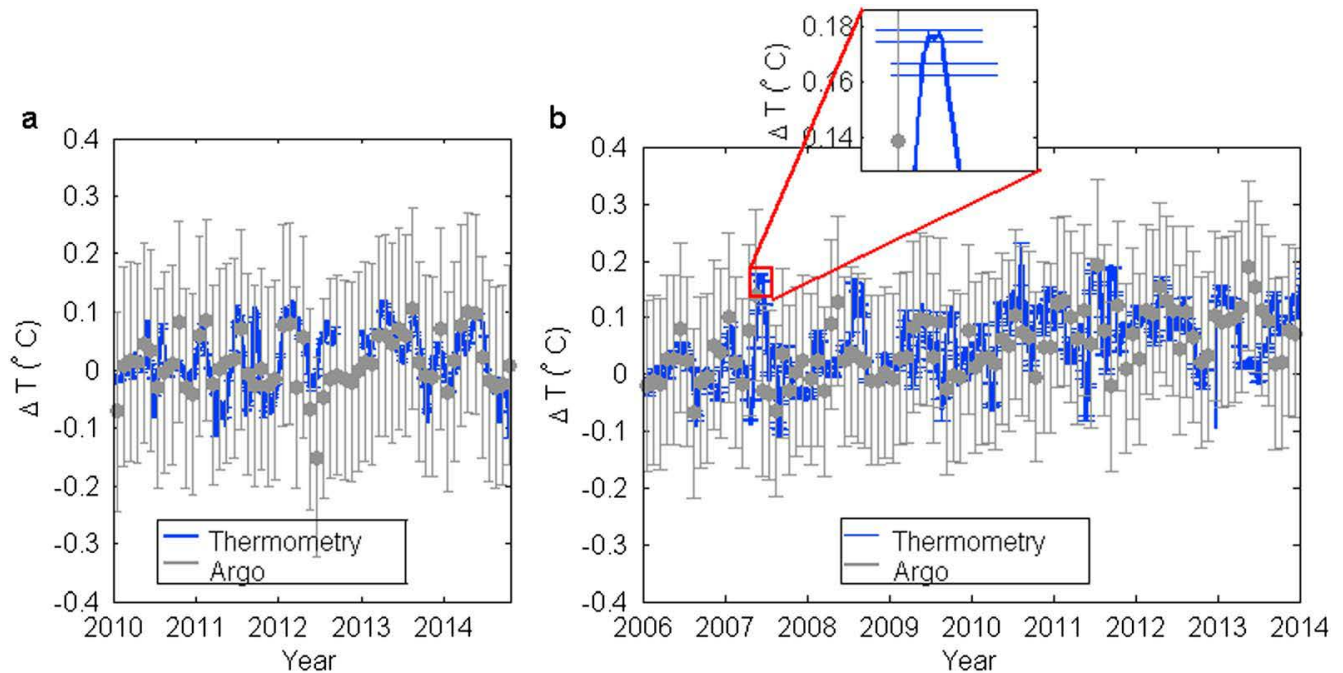 a
0.4
0.3
0.2
0.1
0
-0.1
-0.2
-0.3
-0.4
Δ T (° C)
Thermometry
Argo
2010 2011 2012 2013 2014
Year
b
0.18
0.16
0.14
Δ T (° C)
0.4
0.3
0.2
0.1
0
-0.1
-0.2
-0.3
-0.4
Δ T (° C)
Thermometry
Argo
2006 2007 2008 2009 2010 2011 2012 2013 2014
Year